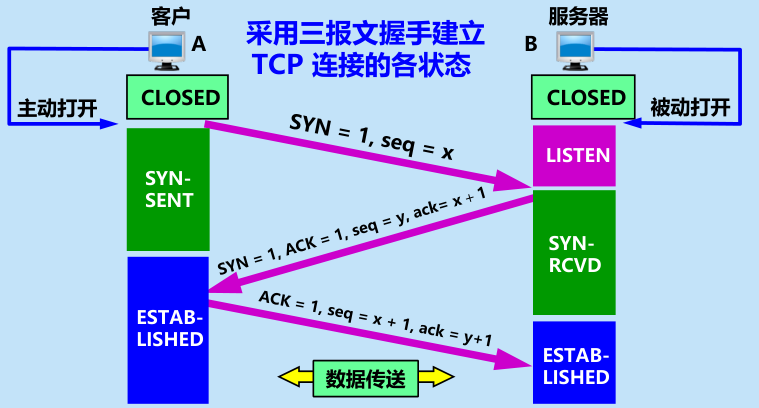 客户
服务器
采用三报文握手建立
TCP 连接的各状态
A
B
CLOSED
CLOSED
主动打开
被动打开
SYN = 1, seq = x
LISTEN
SYN-
SENT
SYN = 1, ACK = 1, seq = y, ack= x + 1
SYN-
RCVD
ESTAB-
LISHED
ACK = 1, seq = x + 1, ack = y+1
ESTAB-
LISHED
数据传送